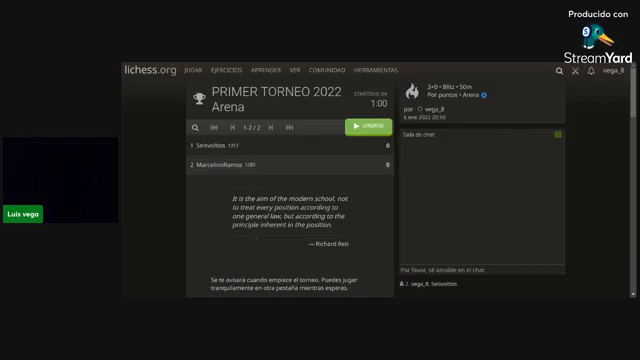 Producido con
StreamYard
lichess.org JUGAR EJERCICIOS APRENDER VER COMUNIDAD HERRAMIENTAS vega_8
PRIMER TORNEO 2022
Arena
STARTING IN
1:00
1-2 / 2
UNIRSE
1 Seisvoltios 1313 0
2 MarcelinoRamos 1285 0
It is the aim of the modern school, not
to treat every position according to
one general law, but according to the
principle inherent in the position.
— Richard Reti
Se te avisará cuando empiece el torneo. Puedes jugar
tranquilamente en otra pestaña mientras esperas.
3+0 • Blitz • 50m
Por puntos • Arena
por vega_8
6 ene 2022 20:10
Sala de chat
Por favor, sé amable en el chat
2 vega_8, Seisvoltios
Luis vega